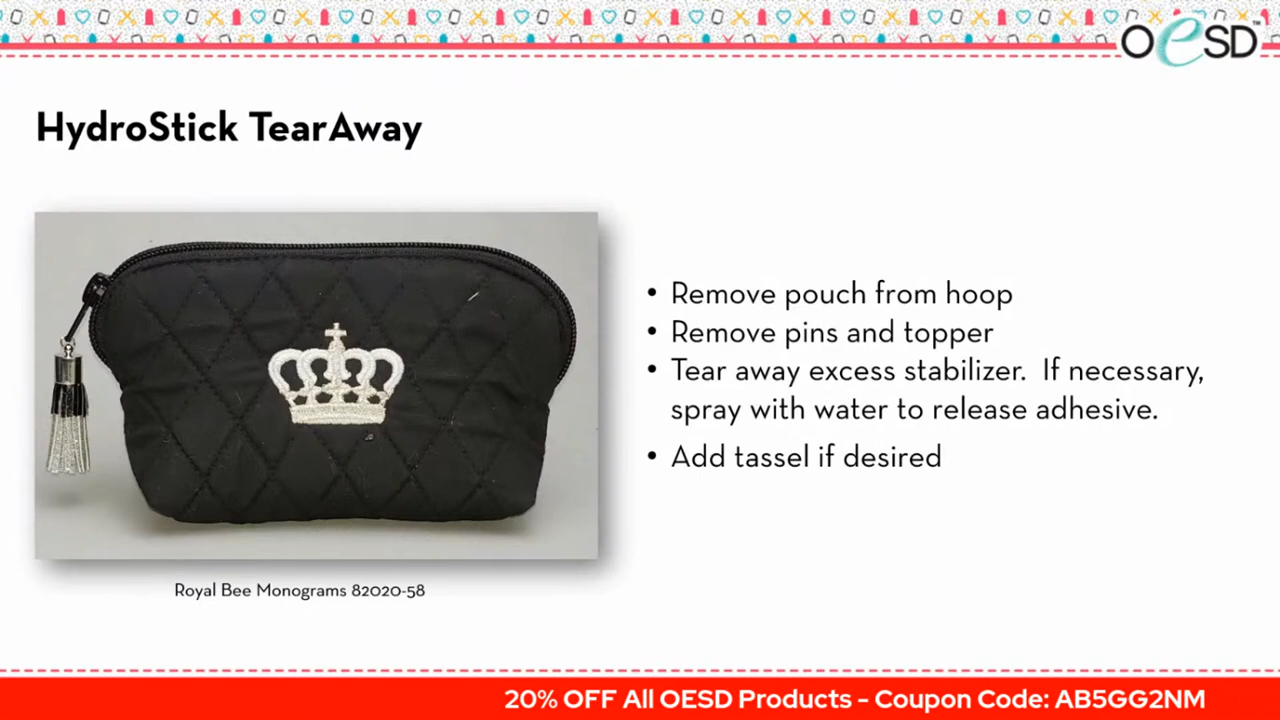 OeSD™
HydroStick TearAway
• Remove pouch from hoop
• Remove pins and topper
• Tear away excess stabilizer. If necessary,
spray with water to release adhesive.
• Add tassel if desired
Royal Bee Monograms 82020-58
20% OFF All OESD Products - Coupon Code: AB5GG2NM